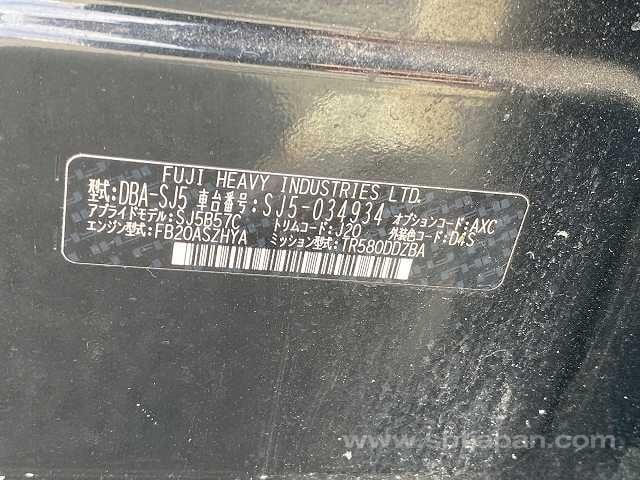 FUJI HEAVY INDUSTRIES LTD.
型式:DBA-SJ5 車台番号:SJ5-034934 オプションコード:AXC
アプライドモデル:SJ5B57C トリムコード:J20 外装色コード:D4S
エンジン型式:FB20ASZHYA ミッション型式:TR580DDZBA